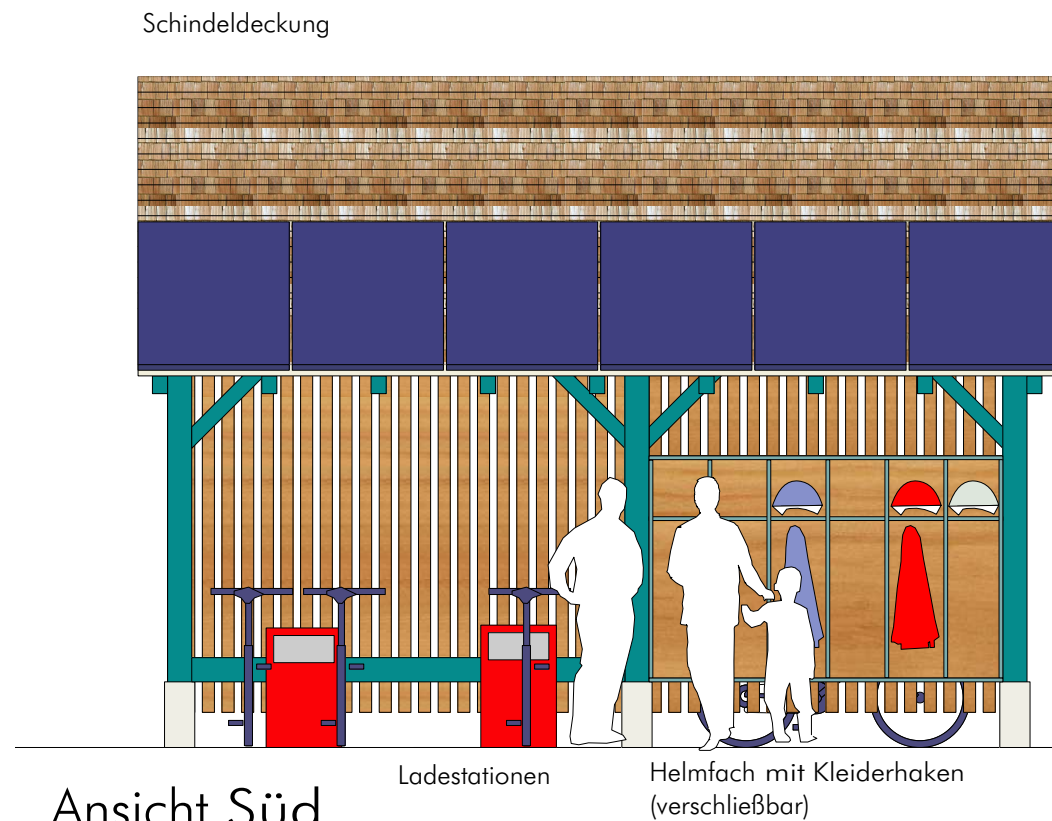 Schindeldeckung
Ladestationen
Helmfach mit Kleiderhaken
(verschließbar)
Ansicht Süd